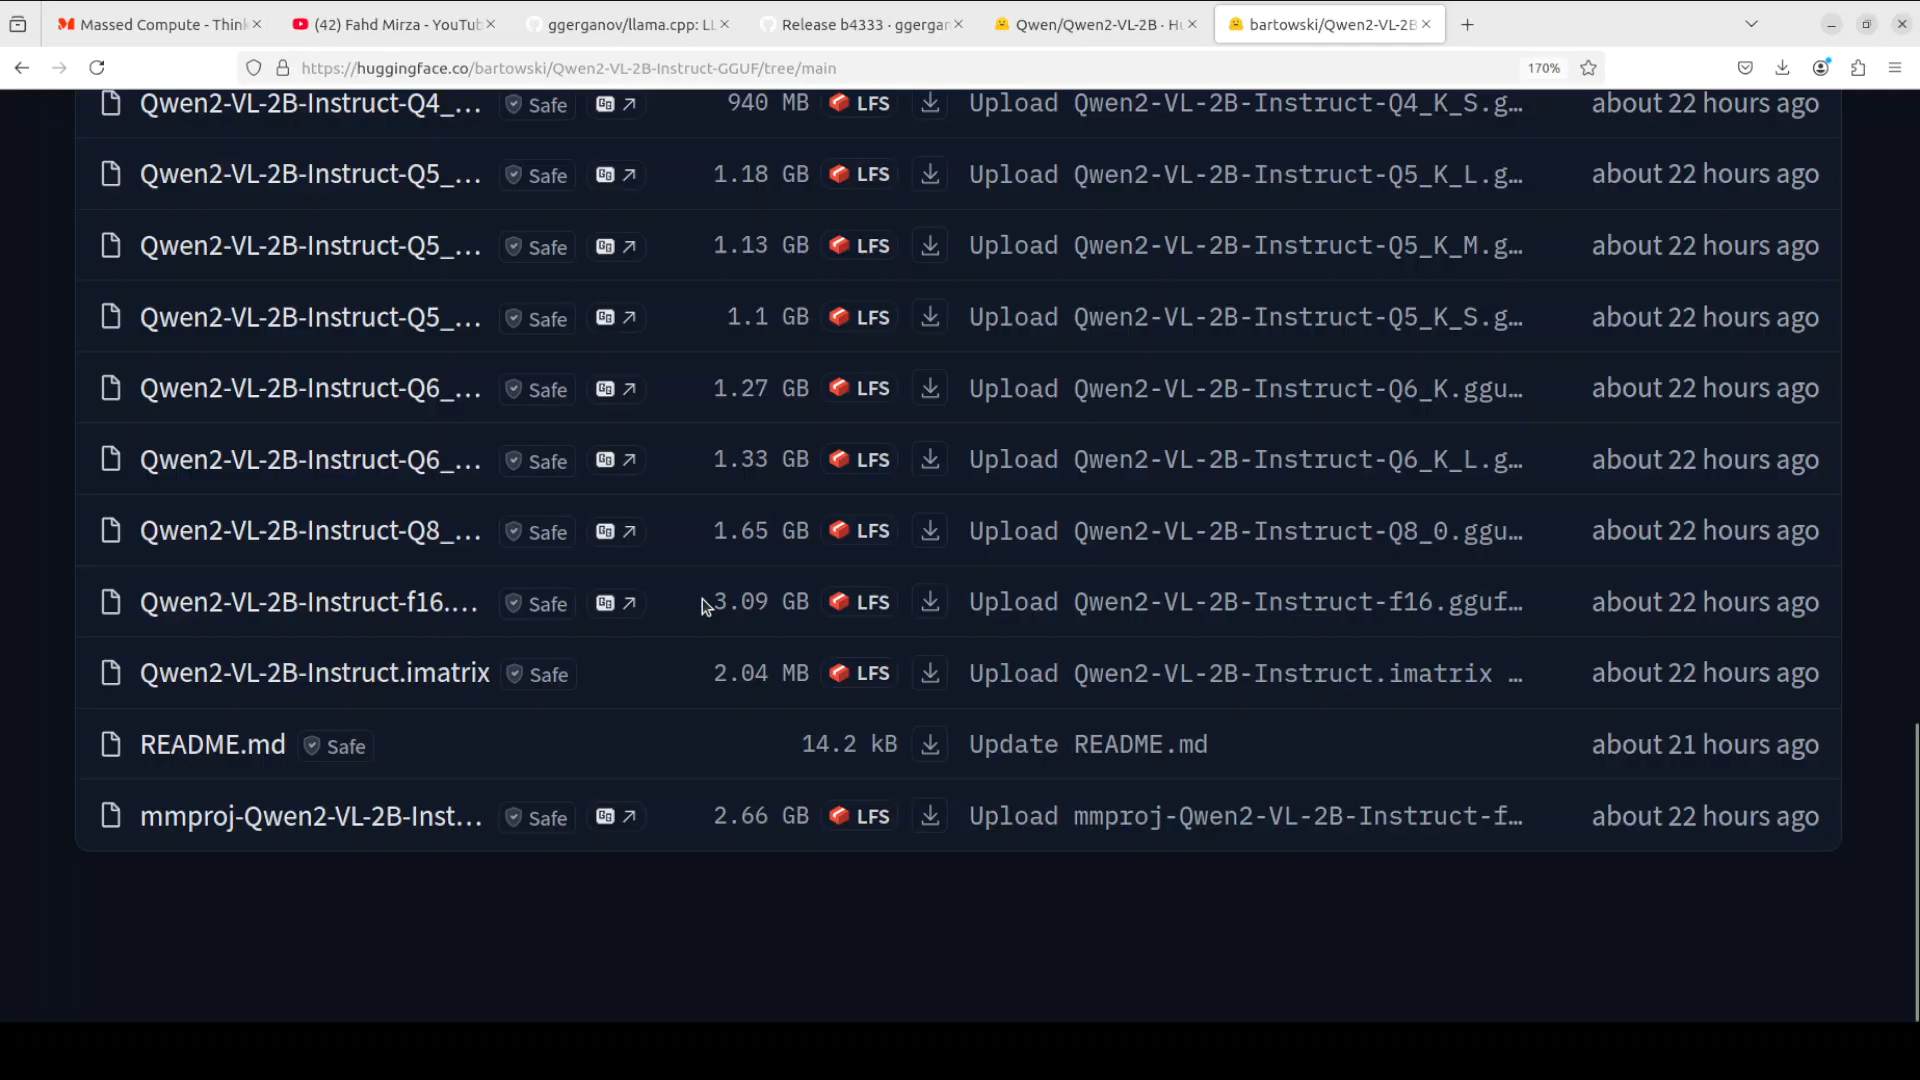 Massed Compute - Think
(42) Fahd Mirza - YouTub
ggerganov/llama.cpp: LL
Release b4333 · ggergan
Qwen/Qwen2-VL-2B · Hu
bartowski/Qwen2-VL-2B
https://huggingface.co/bartowski/Qwen2-VL-2B-Instruct-GGUF/tree/main
170%
Qwen2-VL-2B-Instruct-Q4_... Safe 940 MB LFS Upload Qwen2-VL-2B-Instruct-Q4_K_S.g… about 22 hours ago
Qwen2-VL-2B-Instruct-Q5_... Safe 1.18 GB LFS Upload Qwen2-VL-2B-Instruct-Q5_K_L.g… about 22 hours ago
Qwen2-VL-2B-Instruct-Q5_... Safe 1.13 GB LFS Upload Qwen2-VL-2B-Instruct-Q5_K_M.g… about 22 hours ago
Qwen2-VL-2B-Instruct-Q5_... Safe 1.1 GB LFS Upload Qwen2-VL-2B-Instruct-Q5_K_S.g… about 22 hours ago
Qwen2-VL-2B-Instruct-Q6_... Safe 1.27 GB LFS Upload Qwen2-VL-2B-Instruct-Q6_K.ggu… about 22 hours ago
Qwen2-VL-2B-Instruct-Q6_... Safe 1.33 GB LFS Upload Qwen2-VL-2B-Instruct-Q6_K_L.g… about 22 hours ago
Qwen2-VL-2B-Instruct-Q8_... Safe 1.65 GB LFS Upload Qwen2-VL-2B-Instruct-Q8_0.ggu… about 22 hours ago
Qwen2-VL-2B-Instruct-f16.... Safe 3.09 GB LFS Upload Qwen2-VL-2B-Instruct-f16.gguf… about 22 hours ago
Qwen2-VL-2B-Instruct.imatrix Safe 2.04 MB LFS Upload Qwen2-VL-2B-Instruct.imatrix … about 22 hours ago
README.md Safe 14.2 kB Update README.md about 21 hours ago
mmproj-Qwen2-VL-2B-Inst... Safe 2.66 GB LFS Upload mmproj-Qwen2-VL-2B-Instruct-f… about 22 hours ago